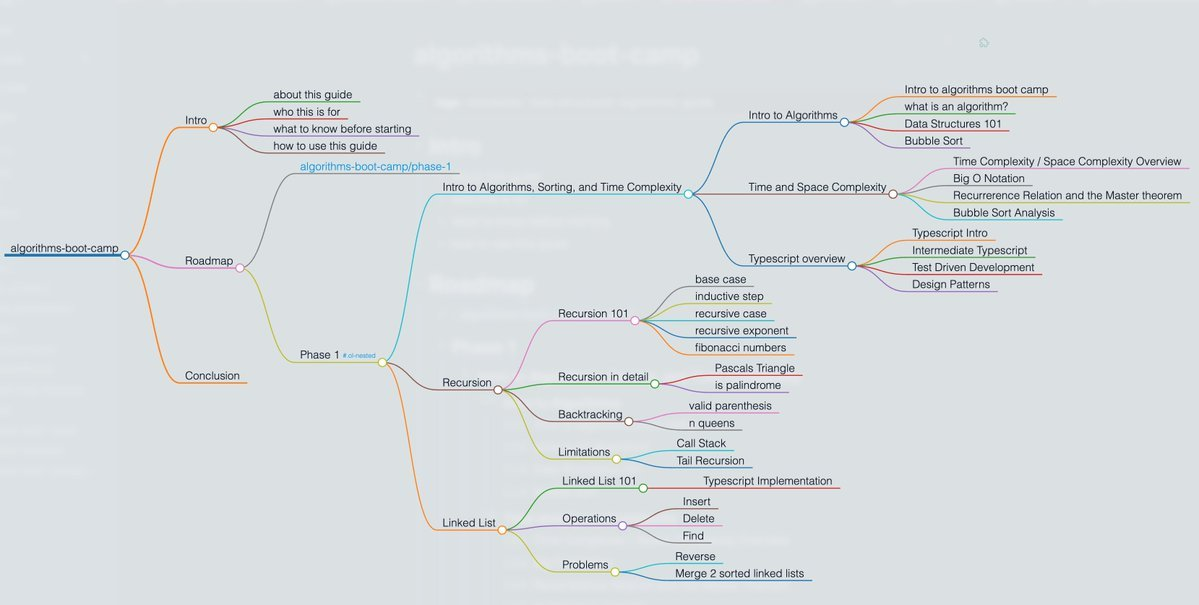 algorithms-boot-camp
Intro
about this guide
who this is for
what to know before starting
how to use this guide
Roadmap
algorithms-boot-camp/phase-1
Phase 1 #.ol-nested
Intro to Algorithms, Sorting, and Time Complexity
Intro to Algorithms
Intro to algorithms boot camp
what is an algorithm?
Data Structures 101
Bubble Sort
Time and Space Complexity
Time Complexity / Space Complexity Overview
Big O Notation
Recurrerence Relation and the Master theorem
Bubble Sort Analysis
Typescript overview
Typescript Intro
Intermediate Typescript
Test Driven Development
Design Patterns
Recursion
Recursion 101
base case
inductive step
recursive case
recursive exponent
fibonacci numbers
Recursion in detail
Pascals Triangle
is palindrome
Backtracking
valid parenthesis
n queens
Limitations
Call Stack
Tail Recursion
Linked List
Linked List 101
Typescript Implementation
Operations
Insert
Delete
Find
Problems
Reverse
Merge 2 sorted linked lists
Conclusion
algorithms-boot-camp
Intro
Roadmap
Phase 1